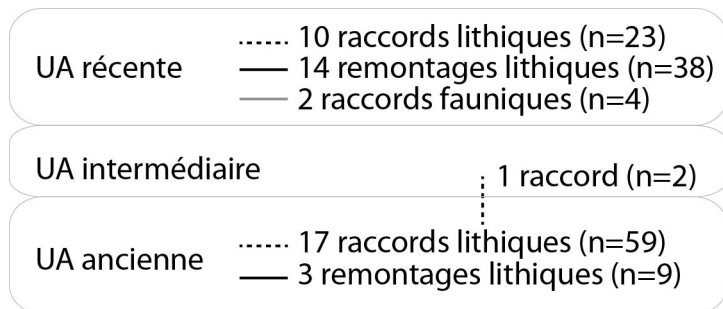 10 raccords lithiques (n=23)
UA récente
14 remontages lithiques (n=38)
2 raccords fauniques (n=4)
UA intermédiaire
1 raccord (n=2)
17 raccords lithiques (n=59)
UA ancienne
3 remontages lithiques (n=9)